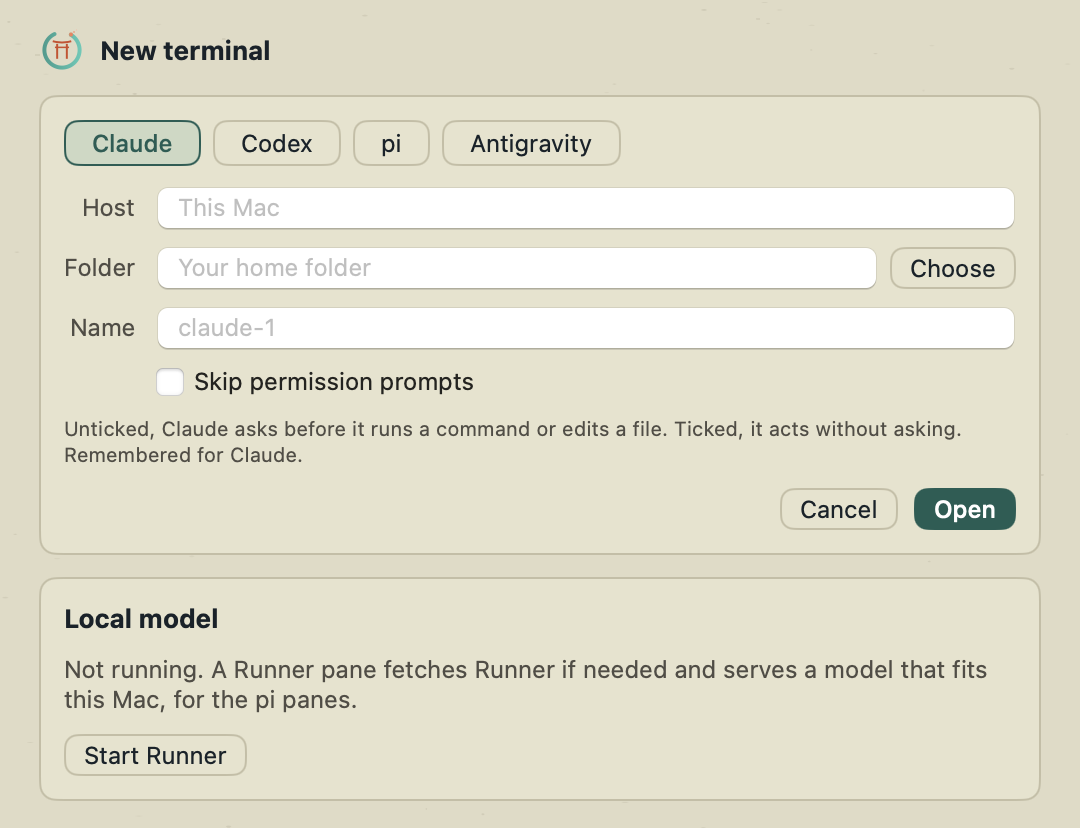 New terminal
Claude
Codex
pi
Antigravity
Host
This Mac
Folder
Your home folder
Choose
Name
claude-1
Skip permission prompts
Unticked, Claude asks before it runs a command or edits a file. Ticked, it acts without asking.
Remembered for Claude.
Cancel
Open
Local model
Not running. A Runner pane fetches Runner if needed and serves a model that fits
this Mac, for the pi panes.
Start Runner